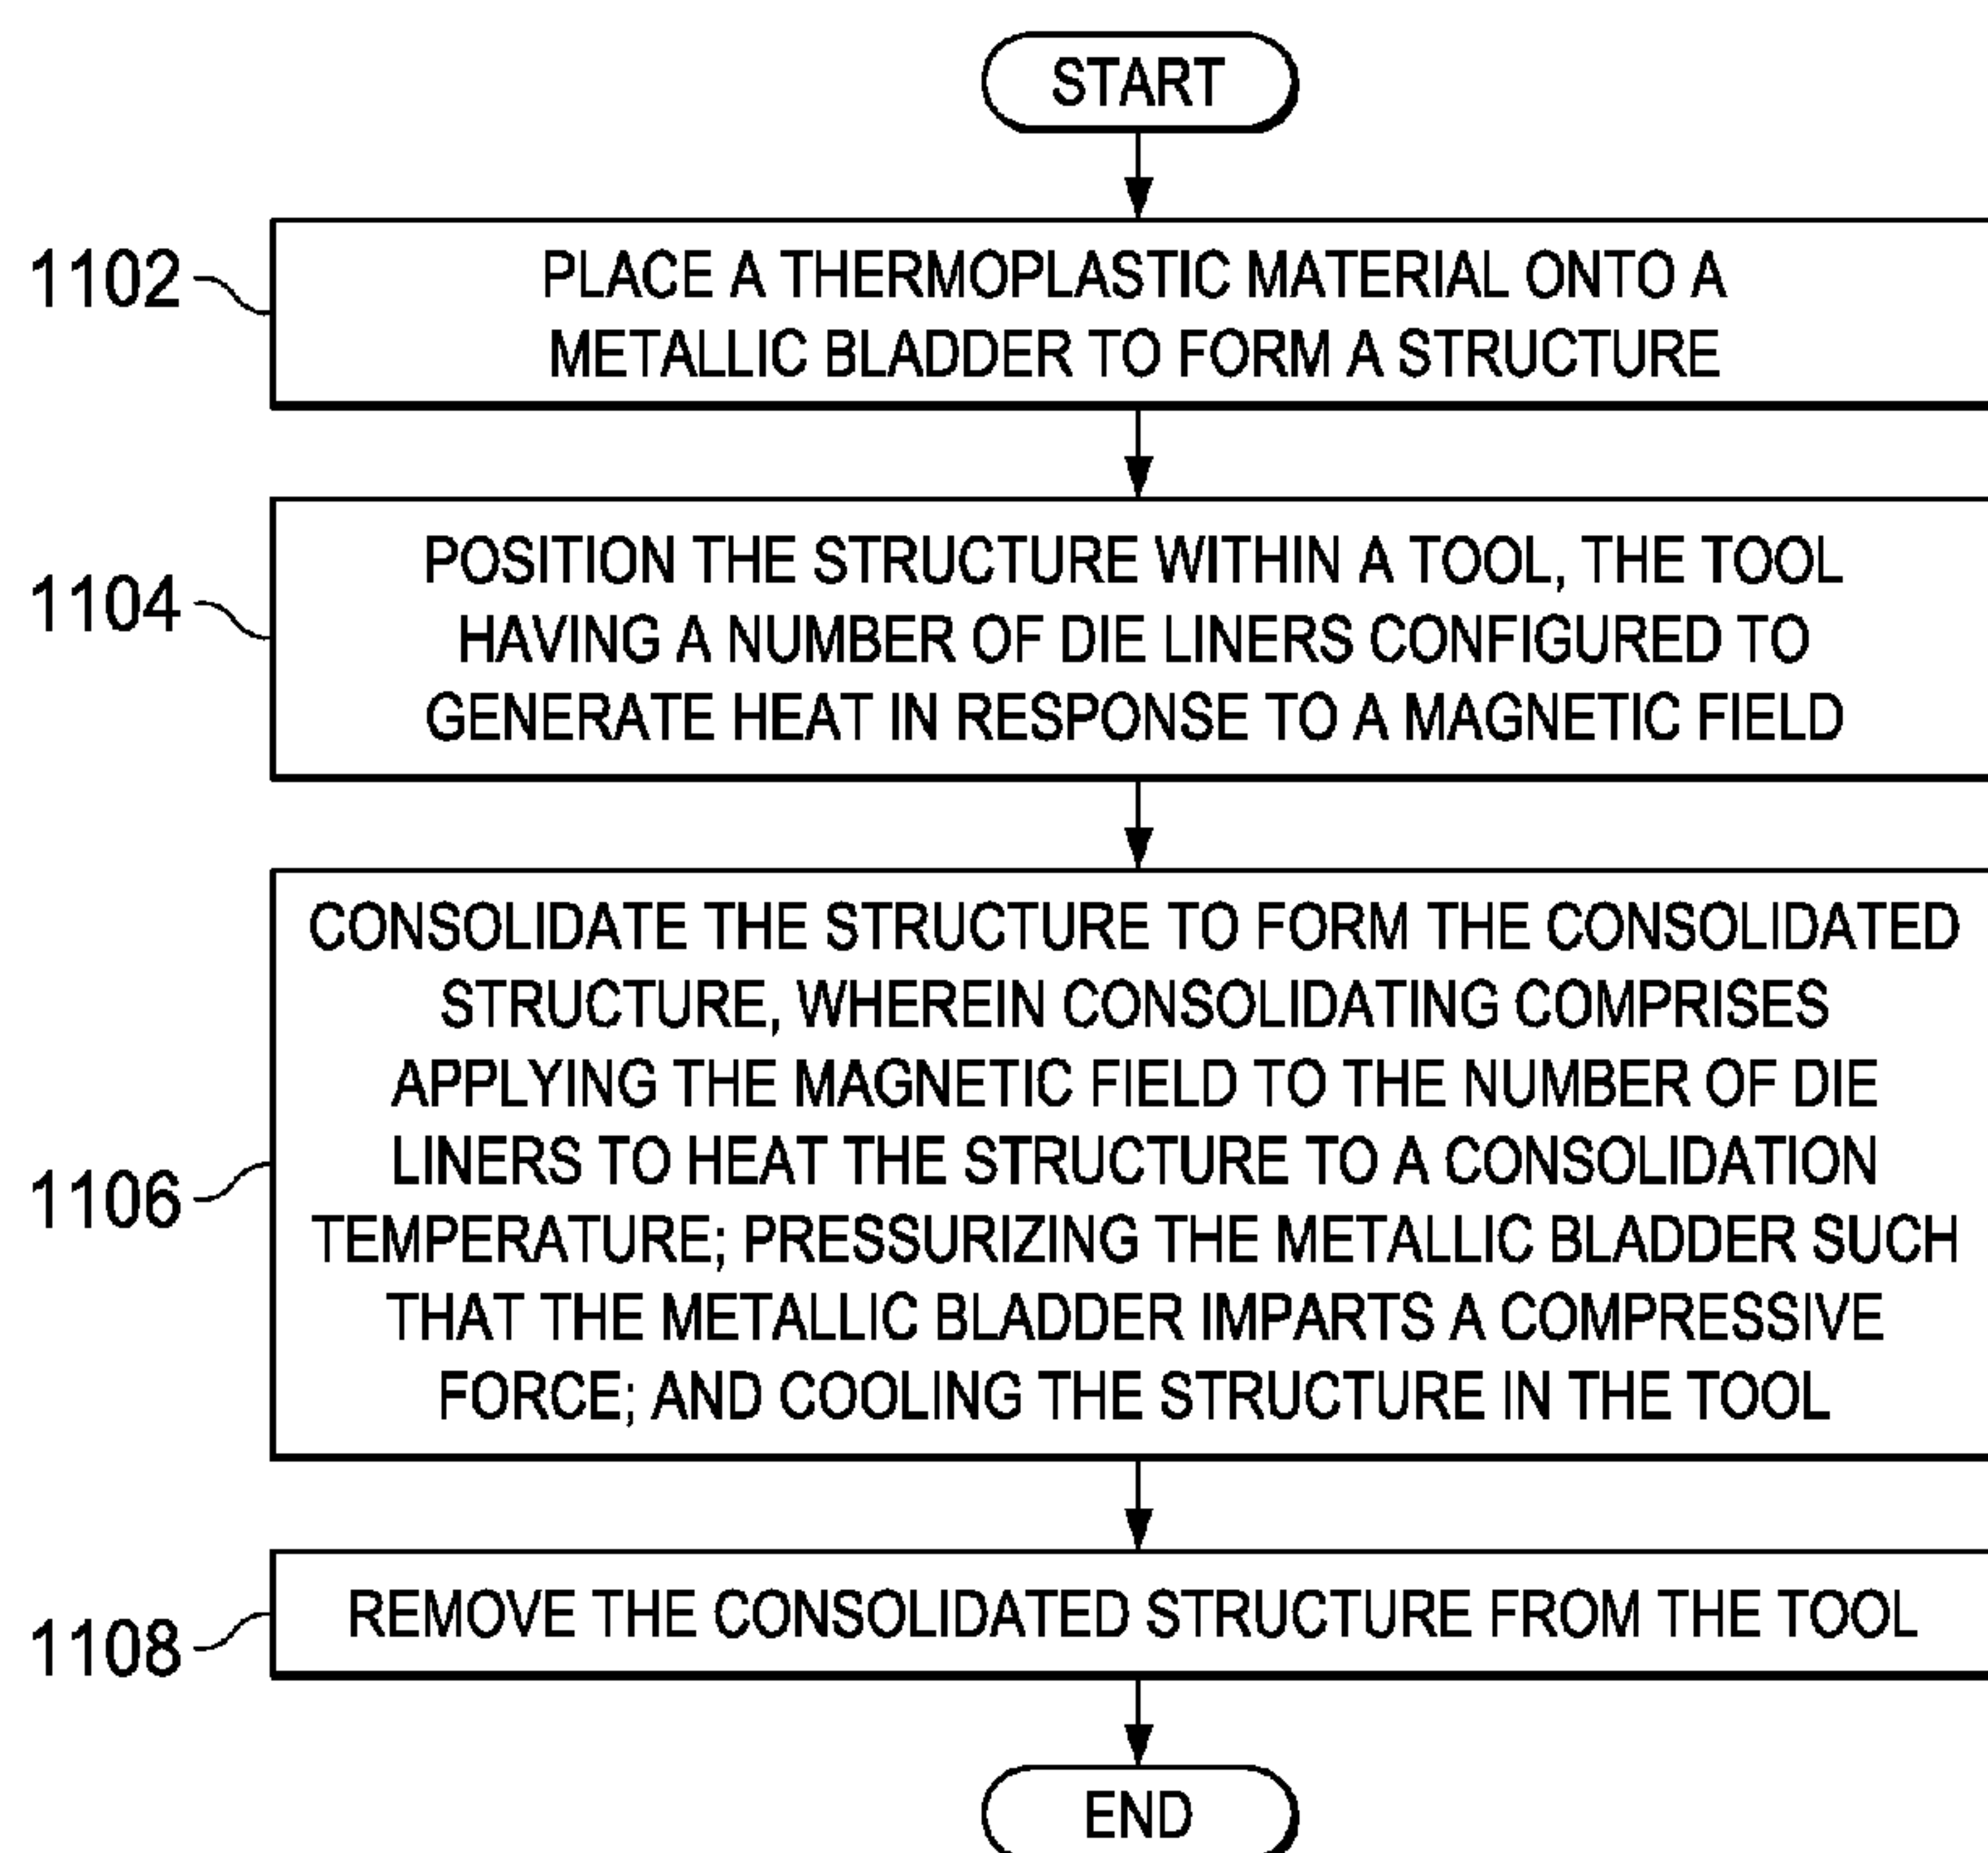 START
1102
PLACE A THERMOPLASTIC MATERIAL ONTO A
METALLIC BLADDER TO FORM A STRUCTURE
1104
POSITION THE STRUCTURE WITHIN A TOOL, THE TOOL
HAVING A NUMBER OF DIE LINERS CONFIGURED TO
GENERATE HEAT IN RESPONSE TO A MAGNETIC FIELD
1106
CONSOLIDATE THE STRUCTURE TO FORM THE CONSOLIDATED
STRUCTURE, WHEREIN CONSOLIDATING COMPRISES
APPLYING THE MAGNETIC FIELD TO THE NUMBER OF DIE
LINERS TO HEAT THE STRUCTURE TO A CONSOLIDATION
TEMPERATURE; PRESSURIZING THE METALLIC BLADDER SUCH
THAT THE METALLIC BLADDER IMPARTS A COMPRESSIVE
FORCE; AND COOLING THE STRUCTURE IN THE TOOL
1108
REMOVE THE CONSOLIDATED STRUCTURE FROM THE TOOL
END